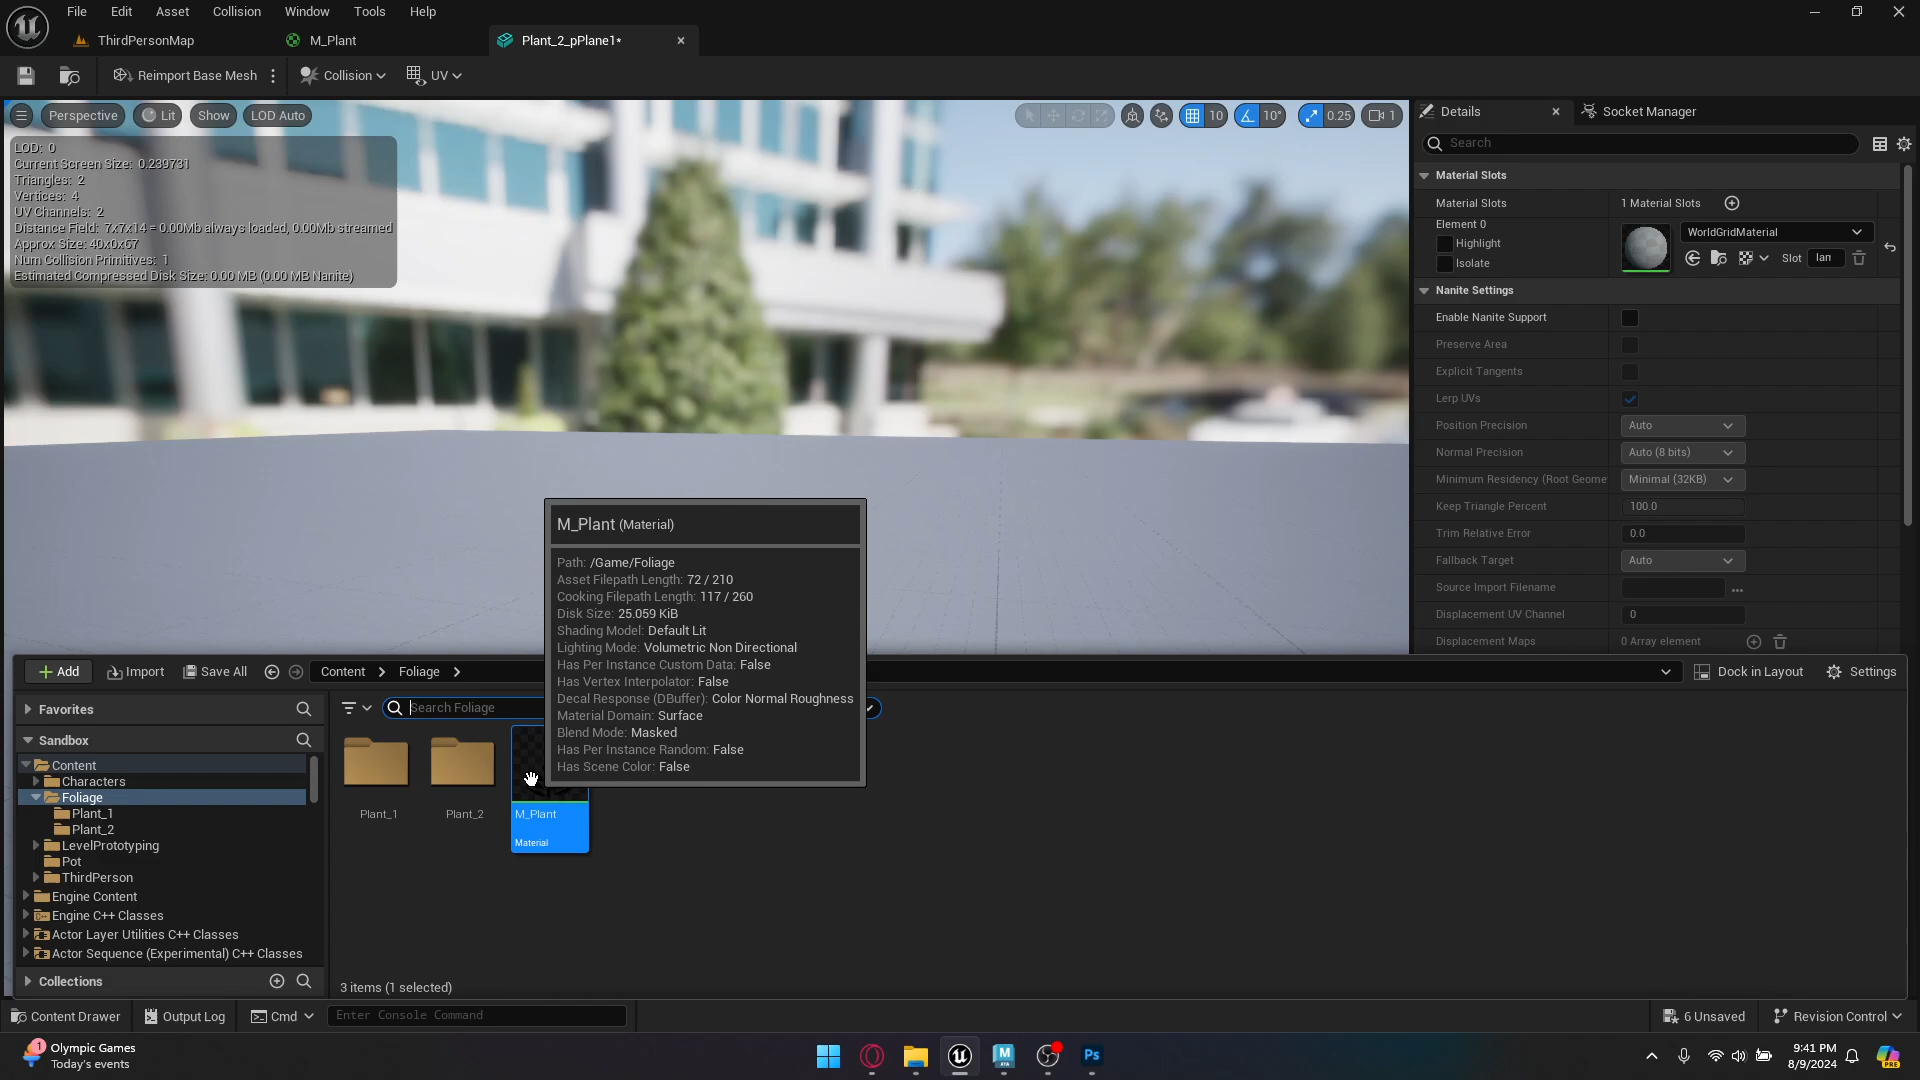 File Edit Asset Collision Window Tools Help
ThirdPersonMap M_Plant Plant_2_pPlane1*
Reimport Base Mesh Collision UV
Perspective Lit Show LOD Auto 10 10° 0.25 1
LOD: 0
Current Screen Size: 0.239731
Triangles: 2
Vertices: 4
UV Channels: 2
Distance Field: 7x7x14 = 0.00Mb always loaded, 0.00Mb streamed
Approx Size: 40x0x67
Num Collision Primitives: 1
Estimated Compressed Disk Size: 0.00 MB (0.00 MB Nanite)
Details Socket Manager
Search
Material Slots
Material Slots 1 Material Slots
Element 0
Highlight
Isolate
WorldGridMaterial
Slot
Nanite Settings
Enable Nanite Support
Preserve Area
Explicit Tangents
Lerp UVs
Position Precision Auto
Normal Precision Auto (8 bits)
Minimum Residency (Root Geome Minimal (32KB)
Keep Triangle Percent 100.0
Trim Relative Error 0.0
Fallback Target Auto
Source Import Filename ...
Displacement UV Channel 0
Displacement Maps 0 Array element
M_Plant (Material)
Path: /Game/Foliage
Asset Filepath Length: 72 / 210
Cooking Filepath Length: 117 / 260
Disk Size: 25.059 KiB
Shading Model: Default Lit
Lighting Mode: Volumetric Non Directional
Has Per Instance Custom Data: False
Has Vertex Interpolator: False
Decal Response (DBuffer): Color Normal Roughness
Material Domain: Surface
Blend Mode: Masked
Has Per Instance Random: False
Has Scene Color: False
Add Import Save All Content Foliage Dock in Layout Settings
Favorites
Search Foliage
Sandbox
Content
Characters
Foliage
Plant_1
Plant_2
LevelPrototyping
Pot
ThirdPerson
Engine Content
Engine C++ Classes
Actor Layer Utilities C++ Classes
Actor Sequence (Experimental) C++ Classes
Collections
Plant_1 Plant_2 M_Plant
Material
3 items (1 selected)
Content Drawer Output Log Cmd Enter Console Command 6 Unsaved Revision Control
1 Olympic Games
Today's events
Ps
9:41 PM
8/9/2024
PRE